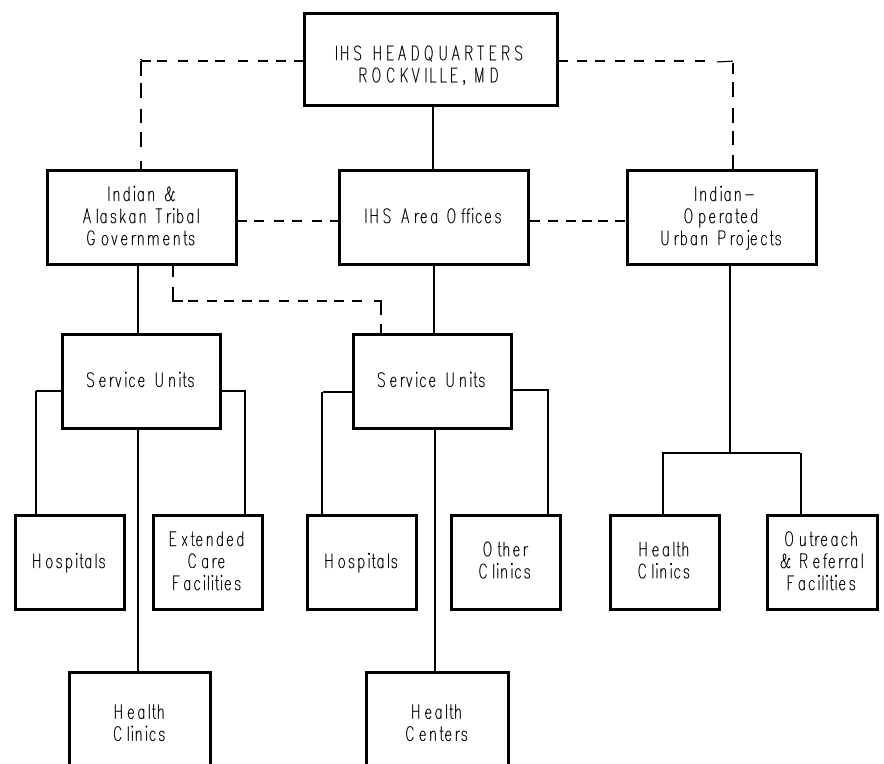 IHS HEADQUARTERS
ROCKVILLE, MD
Indian &
Alaskan Tribal
Governments
IHS Area Offices
Indian-
Operated
Urban Projects
Service Units
Service Units
Hospitals
Extended
Care
Facilities
Hospitals
Other
Clinics
Health
Clinics
Outreach
& Referral
Facilities
Health
Clinics
Health
Centers